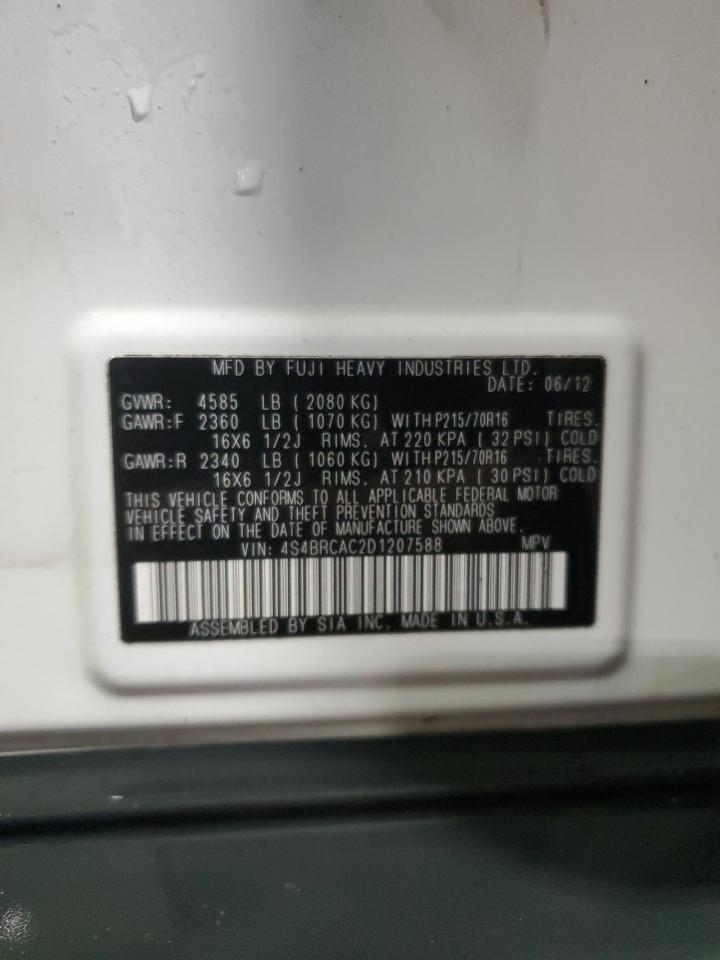 MFD BY FUJI HEAVY INDUSTRIES LTD.
DATE: 06/12
GVWR: 4585 LB ( 2080 KG)
GAWR:F 2360 LB ( 1070 KG) WITH P215/70R16 TIRES.
16X6 1/2J RIMS. AT 220 KPA ( 32 PSI) COLD
GAWR:R 2340 LB ( 1060 KG) WITH P215/70R16 TIRES.
16X6 1/2J RIMS. AT 210 KPA ( 30 PSI) COLD
THIS VEHICLE CONFORMS TO ALL APPLICABLE FEDERAL MOTOR
VEHICLE SAFETY AND THEFT PREVENTION STANDARDS
IN EFFECT ON THE DATE OF MANUFACTURE SHOWN ABOVE.
VIN: 4S4BRCAC2D1207588 MPV
ASSEMBLED BY SIA INC. MADE IN U.S.A.